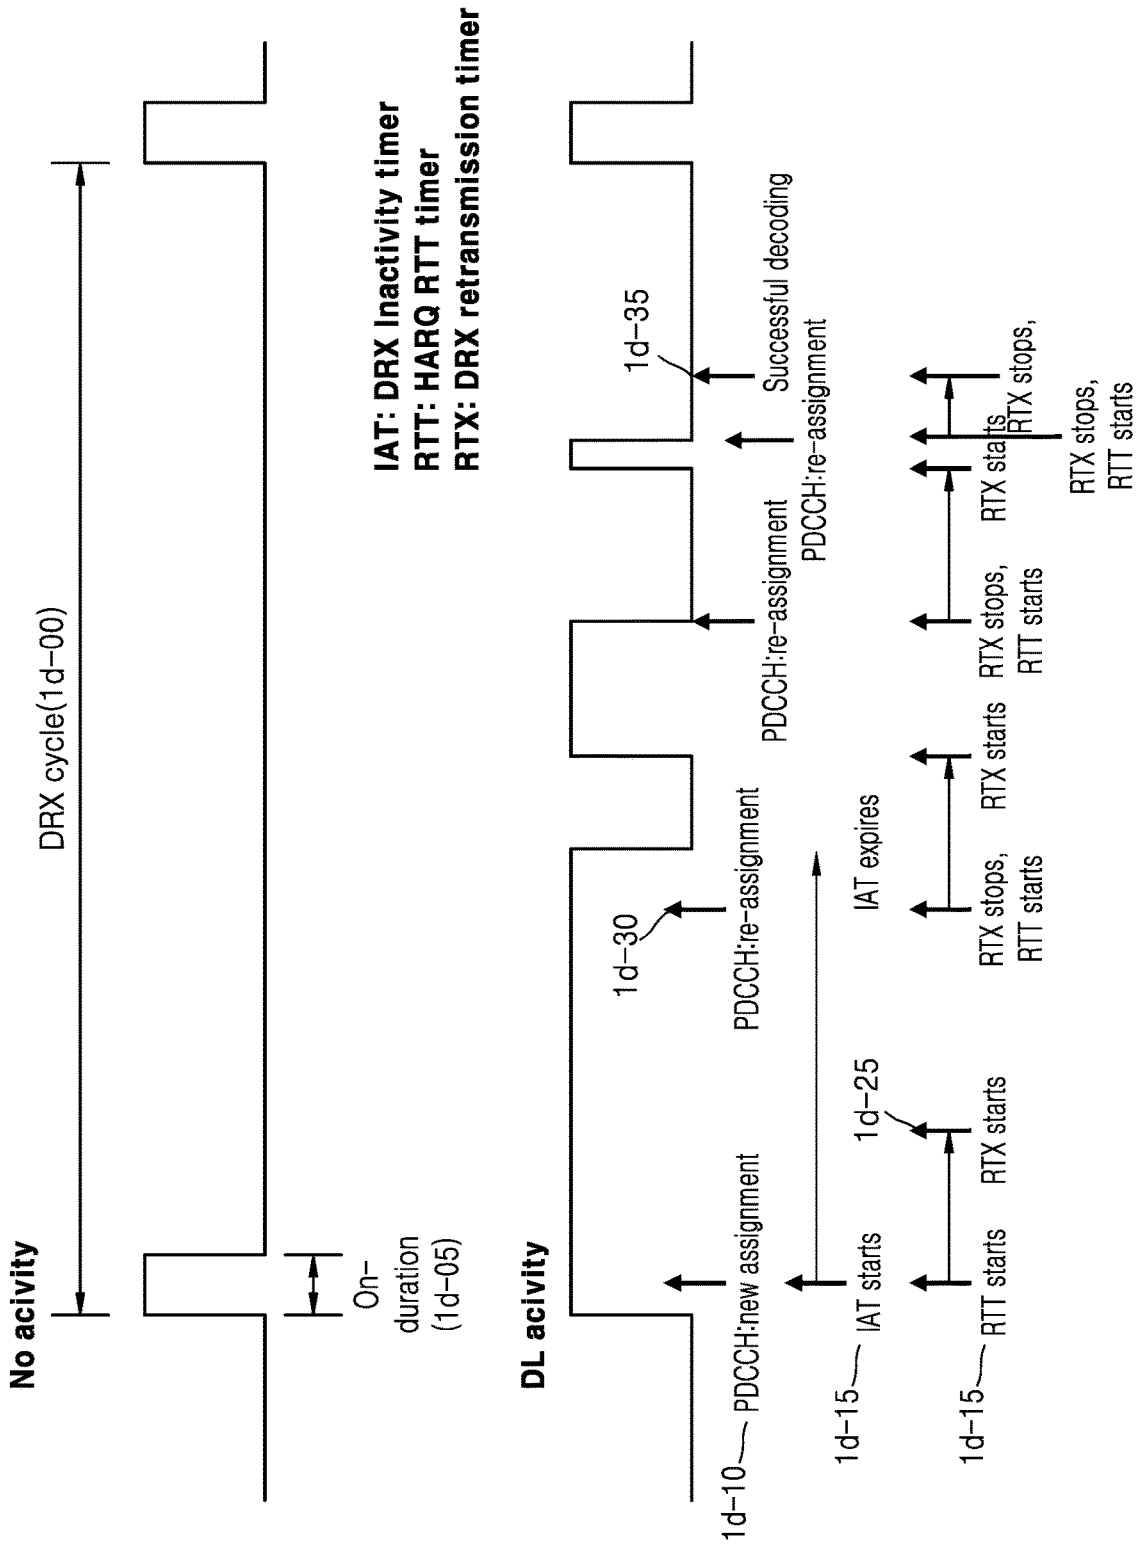 No acivity
DRX cycle(1d-00)
On-
duration
(1d-05)
IAT: DRX Inactivity timer
RTT: HARQ RTT timer
RTX: DRX retransmission timer
DL acivity
1d-30
1d-35
1d-10
PDCCH:new assignment
PDCCH:re-assignment
PDCCH:re-assignment
Successful decoding
PDCCH:re-assignment
1d-15
IAT starts
1d-25
IAT expires
1d-15
RTT starts
RTX starts
RTX stops,
RTT starts
RTX starts
RTX stops,
RTT starts
RTX starts
RTX stops,
RTX stops,
RTT starts